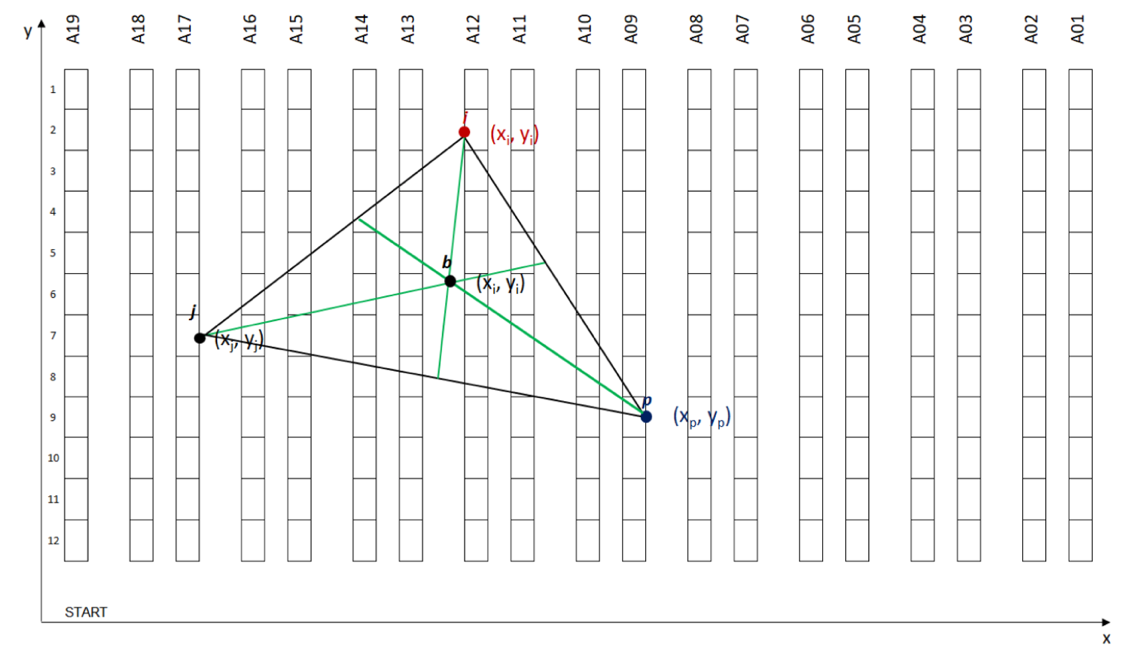 y
A19
A18
A17
A16
A15
A14
A13
A12
A11
A10
A09
A08
A07
A06
A05
A04
A03
A02
A01
1
2
3
4
5
6
7
8
9
10
11
12
i
(xi, yi)
b
(xi, yi)
j
(xj, yj)
p
(xp, yp)
START
x